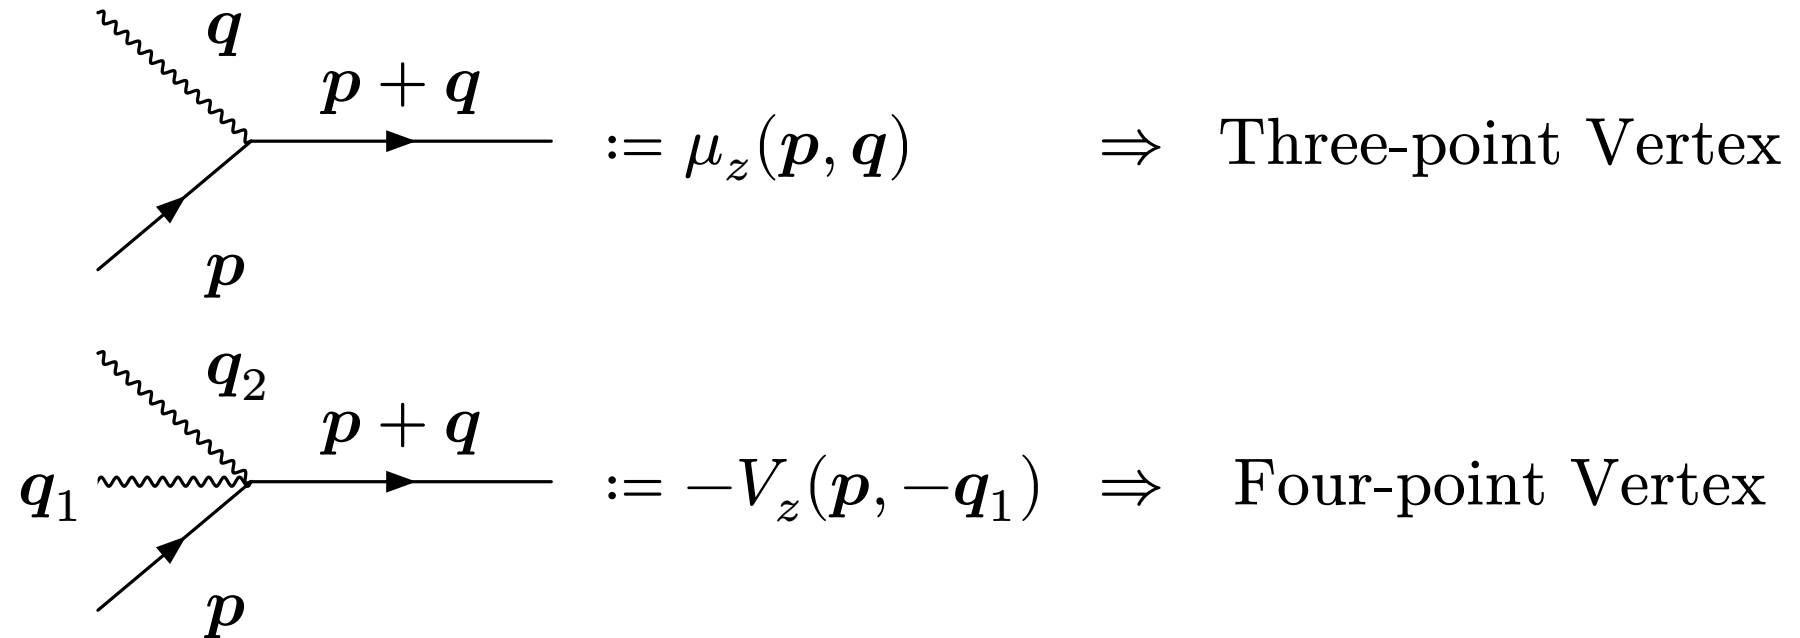 q
p + q
:= μ_z(p, q) ⇒ Three-point Vertex
p
q_2
p + q
q_1 := −V_z(p, −q_1) ⇒ Four-point Vertex
p